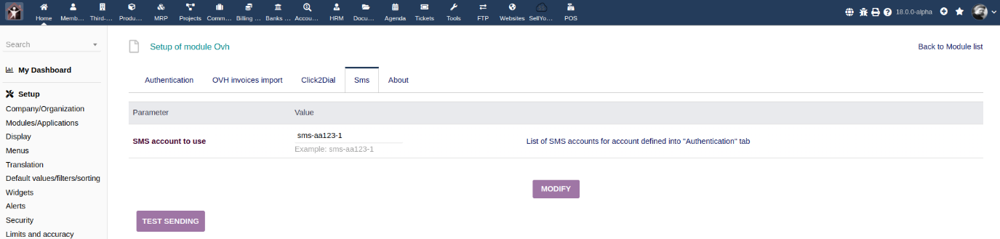 Home Memb… Third-… Produ… MRP Projects Comm… Billing … Banks … Accou… HRM Docu… Agenda Tickets Tools FTP Websites SellYo… POS 18.0.0-alpha
Search
My Dashboard
Setup
Company/Organization
Modules/Applications
Display
Menus
Translation
Default values/filters/sorting
Widgets
Alerts
Security
Limits and accuracy
Setup of module Ovh
Back to Module list
Authentication OVH invoices import Click2Dial Sms About
Parameter Value
SMS account to use sms-aa123-1 List of SMS accounts for account defined into "Authentication" tab
Example: sms-aa123-1
MODIFY
TEST SENDING